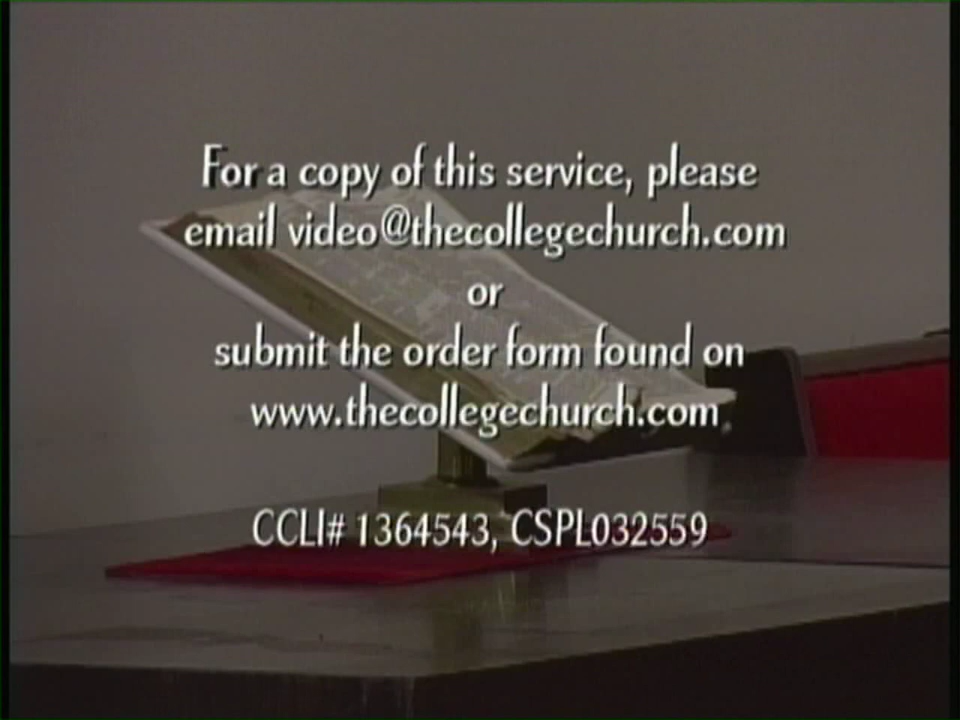 For a copy of this service, please
email video@thecollegechurch.com
or
submit the order form found on
www.thecollegechurch.com
CCLI# 1364543, CSPL032559